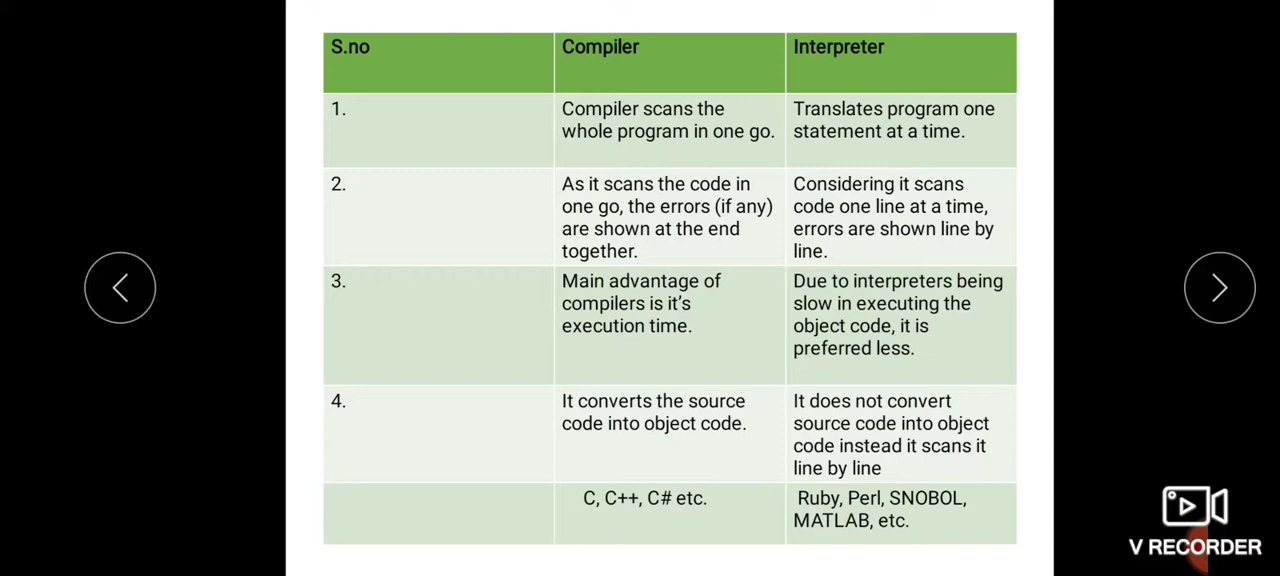 S.no
Compiler
Interpreter
1.
Compiler scans the
whole program in one go.
Translates program one
statement at a time.
2.
As it scans the code in
one go, the errors (if any)
are shown at the end
together.
Considering it scans
code one line at a time,
errors are shown line by
line.
3.
Main advantage of
compilers is it's
execution time.
Due to interpreters being
slow in executing the
object code, it is
preferred less.
4.
It converts the source
code into object code.
It does not convert
source code into object
code instead it scans it
line by line
C, C++, C# etc.
Ruby, Perl, SNOBOL,
MATLAB, etc.
V RECORDER